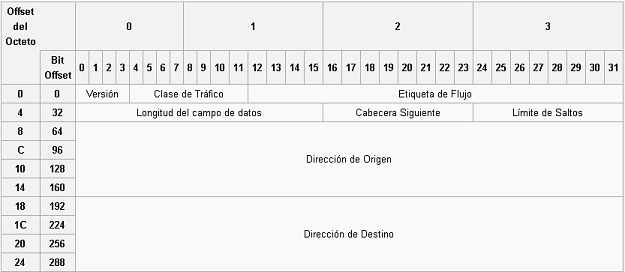 Offset del Octeto 0 1 2 3
Bit Offset 0 1 2 3 4 5 6 7 8 9 10 11 12 13 14 15 16 17 18 19 20 21 22 23 24 25 26 27 28 29 30 31
0 0 Versión Clase de Tráfico Etiqueta de Flujo
4 32 Longitud del campo de datos Cabecera Siguiente Límite de Saltos
8 64
C 96
Dirección de Origen
10 128
14 160
18 192
1C 224
Dirección de Destino
20 256
24 288